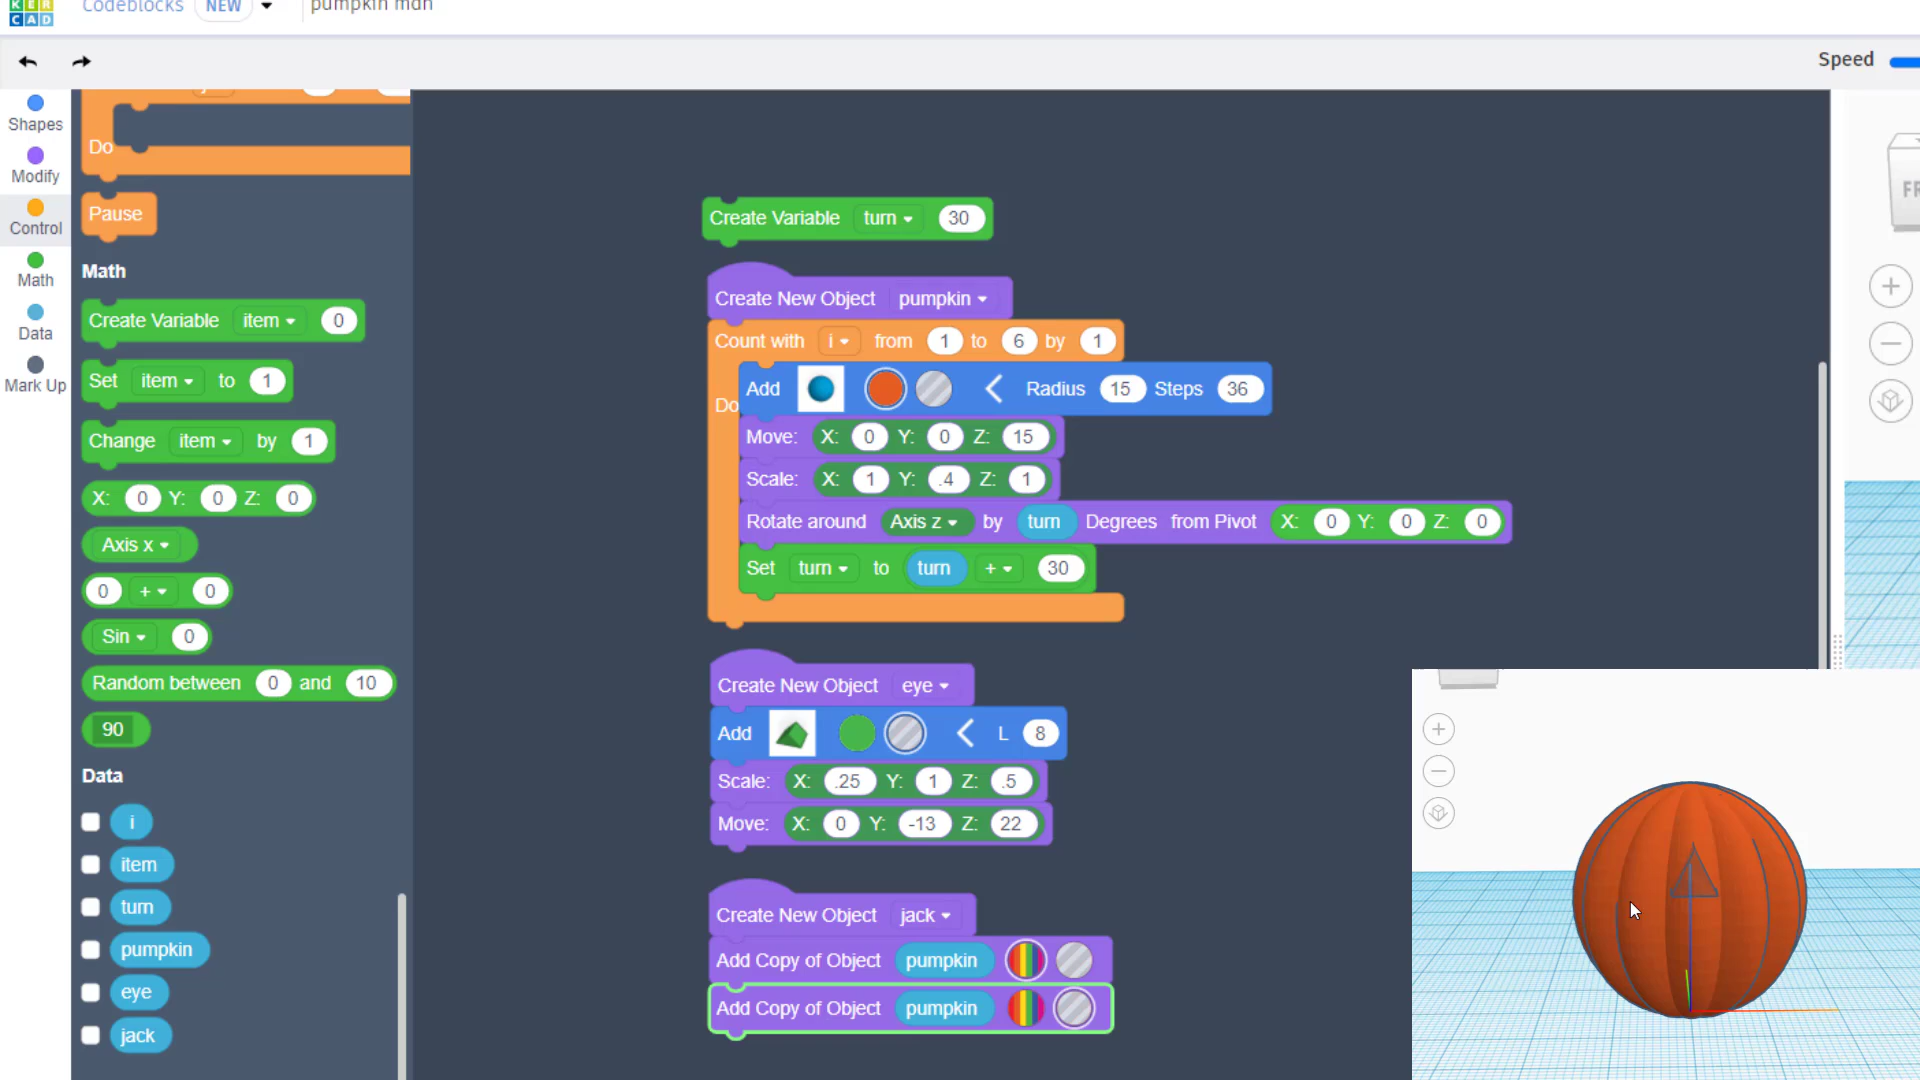 KER
CAD
Codeblocks NEW pumpkin man
Speed
Shapes
Modify
Control
Math
Data
Mark Up
Do
Pause
Math
Create Variable item 0
Set item to 1
Change item by 1
X: 0 Y: 0 Z: 0
Axis x
0 + 0
Sin 0
Random between 0 and 10
90
Data
i
item
turn
pumpkin
eye
jack
Create Variable turn 30
Create New Object pumpkin
Count with i from 1 to 6 by 1
Do
Add Radius 15 Steps 36
Move: X: 0 Y: 0 Z: 15
Scale: X: 1 Y: .4 Z: 1
Rotate around Axis z by turn Degrees from Pivot X: 0 Y: 0 Z: 0
Set turn to turn + 30
Create New Object eye
Add L 8
Scale: X: .25 Y: 1 Z: .5
Move: X: 0 Y: -13 Z: 22
Create New Object jack
Add Copy of Object pumpkin
Add Copy of Object pumpkin
FR